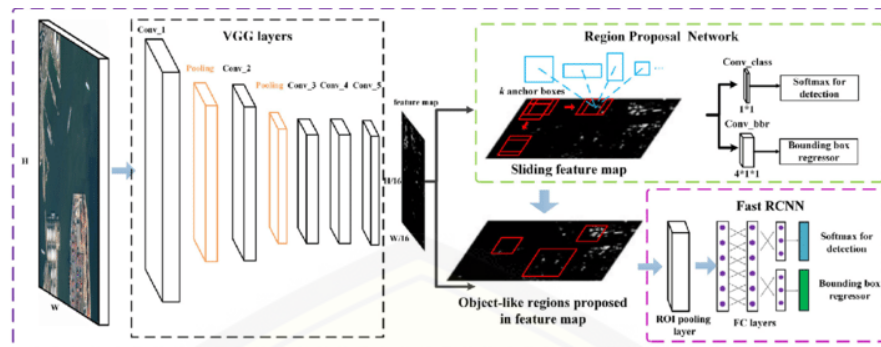 VGG layers
Conv_1
Pooling
Conv_2
Pooling
Conv_3
Conv_4
Conv_5
H
W
feature map
H/16
W/16
Region Proposal Network
k anchor boxes
...
Sliding feature map
Conv_class
1*1
Softmax for
detection
Conv_bbr
4*1*1
Bounding box
regressor
Object-like regions proposed
in feature map
Fast RCNN
ROI pooling
layer
FC layers
Softmax for
detection
Bounding box
regressor